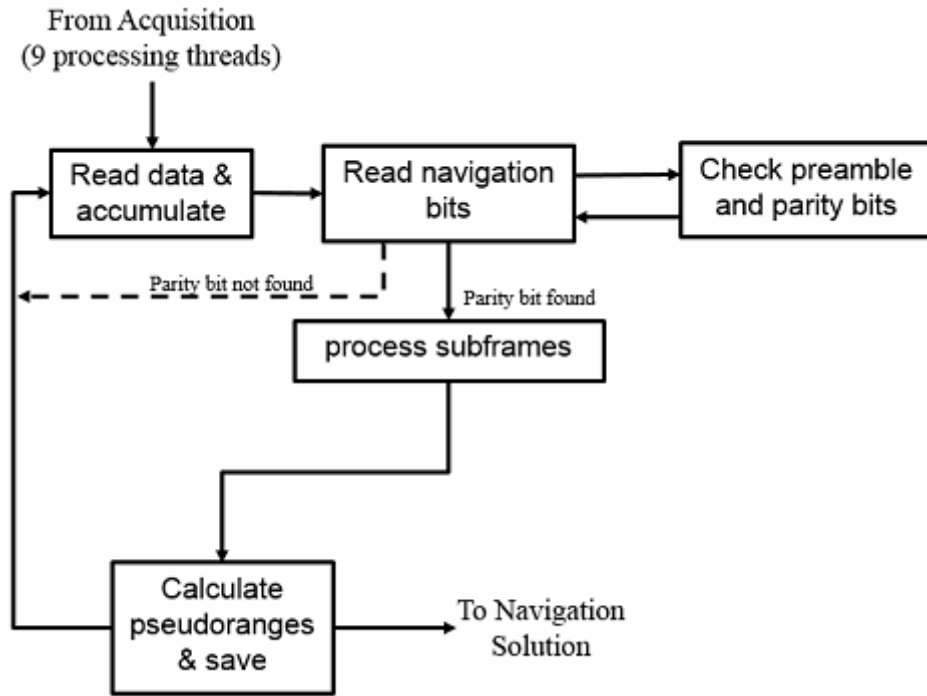 From Acquisition
(9 processing threads)
Read data &
accumulate
Read navigation
bits
Check preamble
and parity bits
Parity bit not found
Parity bit found
process subframes
Calculate
pseudoranges
& save
To Navigation
Solution